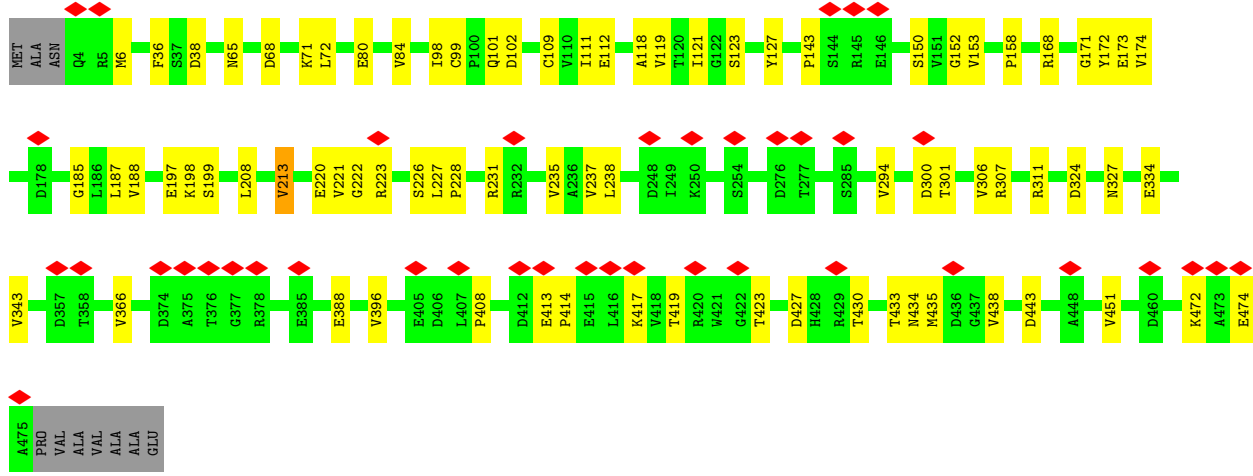 MET ALA ASN Q4 R5 M6 F36 S37 D38 N65 D68 K71 L72 E80 V84 I98 C99 P100 Q101 D102 C109 V110 I111 E112 A118 V119 T120 I121 G122 S123 Y127 P143 S144 R145 E146 S150 V151 G152 V153 P158 R168 G171 Y172 E173 V174
D178 G185 L186 L187 V188 E197 K198 S199 L208 V213 E220 V221 G222 R223 S226 L227 P228 R231 R232 V235 A236 V237 L238 D248 I249 K250 S254 D276 T277 S285 V294 D300 T301 V306 R307 R311 D324 N327 E334
V343 D357 T358 V366 D374 A375 T376 G377 R378 E385 E388 V396 E405 D406 L407 P408 D412 E413 P414 E415 L416 K417 V418 T419 R420 W421 G422 T423 D427 H428 R429 T430 T433 N434 M435 D436 G437 V438 D443 A448 V451 D460 K472 A473 E474
A475 PRO VAL ALA VAL ALA ALA GLU